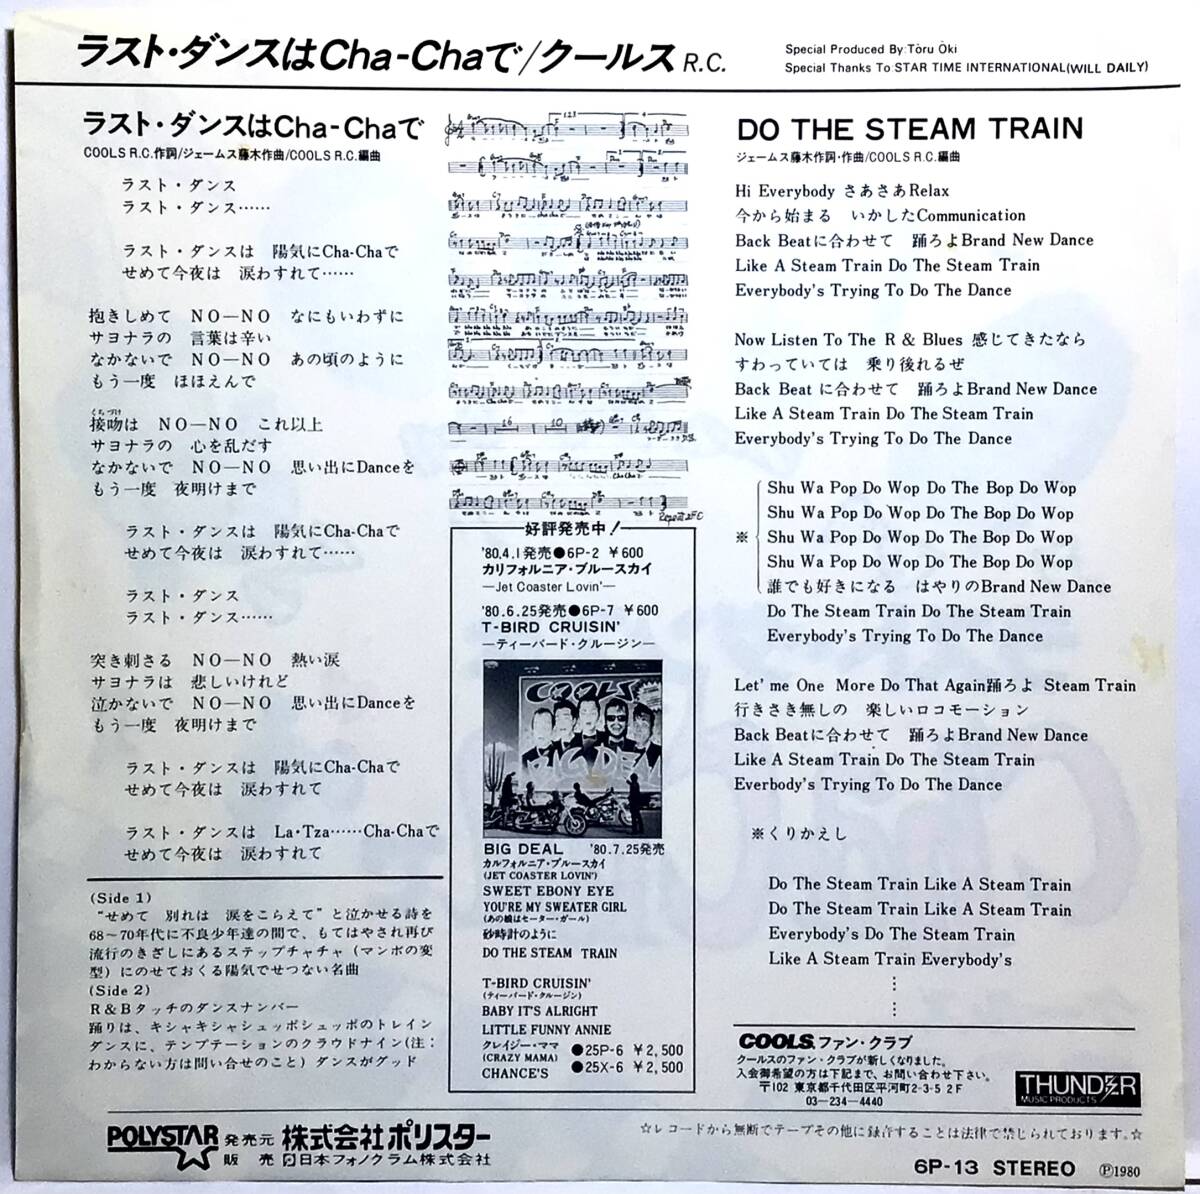 ラスト・ダンスはCha-Chaで/クールス R.C.
Special Produced By:Tōru Ōki
Special Thanks To:STAR TIME INTERNATIONAL(WILL DAILY)
ラスト・ダンスはCha-Chaで
COOLS R.C.作詞/ジェームス藤木作曲/COOLS R.C.編曲
ラスト・ダンス
ラスト・ダンス……
ラスト・ダンスは 陽気にCha-Chaで
せめて今夜は 涙わすれて……
抱きしめて NO—NO なにもいわずに
サヨナラの 言葉は辛い
なかないで NO—NO あの頃のように
もう一度 ほほえんで
くちづけ
接吻は NO—NO これ以上
サヨナラの 心を乱だす
なかないで NO—NO 思い出にDanceを
もう一度 夜明けまで
ラスト・ダンスは 陽気にCha-Chaで
せめて今夜は 涙わすれて……
ラスト・ダンス
ラスト・ダンス……
突き刺さる NO—NO 熱い涙
サヨナラは 悲しいけれど
泣かないで NO—NO 思い出にDanceを
もう一度 夜明けまで
ラスト・ダンスは 陽気にCha-Chaで
せめて今夜は 涙わすれて
ラスト・ダンスは La・Tza……Cha-Chaで
せめて今夜は 涙わすれて
(Side 1)
“せめて 別れは 涙をこらえて”と泣かせる詩を
68〜70年代に不良少年達の間で、もてはやされ再び
流行のきざしにあるステップチャチャ(マンボの変
型)にのせておくる陽気でせつない名曲
(Side 2)
R&Bタッチのダンスナンバー
踊りは、キシャキシャシュッポシュッポのトレイン
ダンスに、テンプテーションのクラウドナイン(注:
わからない方は問い合せのこと)ダンスがグッド
好評発売中!
'80.4.1発売●6P-2 ¥600
カリフォルニア・ブルースカイ
—Jet Coaster Lovin'—
'80.6.25発売●6P-7 ¥600
T-BIRD CRUISIN'
—ティーバード・クルージン—
COOLS
BIG DEAL
BIG DEAL '80.7.25発売
カルフォルニア・ブルースカイ
(JET COASTER LOVIN')
SWEET EBONY EYE
YOU'RE MY SWEATER GIRL
(あの娘はセーター・ガール)
砂時計のように
DO THE STEAM TRAIN
T-BIRD CRUISIN'
(ティーバード・クルージン)
BABY IT'S ALRIGHT
LITTLE FUNNY ANNIE
クレイジー・ママ
(CRAZY MAMA)
CHANCE'S
●25P-6 ¥2,500
●25X-6 ¥2,500
DO THE STEAM TRAIN
ジェームス藤木作詞・作曲/COOLS R.C.編曲
Hi Everybody さあさあRelax
今から始まる いかしたCommunication
Back Beatに合わせて 踊ろよBrand New Dance
Like A Steam Train Do The Steam Train
Everybody's Trying To Do The Dance
Now Listen To The R & Blues 感じてきたなら
すわっていては 乗り後れるぜ
Back Beat に合わせて 踊ろよBrand New Dance
Like A Steam Train Do The Steam Train
Everybody's Trying To Do The Dance
Shu Wa Pop Do Wop Do The Bop Do Wop
Shu Wa Pop Do Wop Do The Bop Do Wop
※ Shu Wa Pop Do Wop Do The Bop Do Wop
Shu Wa Pop Do Wop Do The Bop Do Wop
誰でも好きになる はやりのBrand New Dance
Do The Steam Train Do The Steam Train
Everybody's Trying To Do The Dance
Let' me One More Do That Again踊ろよ Steam Train
行きさき無しの 楽しいロコモーション
Back Beatに合わせて 踊ろよBrand New Dance
Like A Steam Train Do The Steam Train
Everbody's Trying To Do The Dance
※くりかえし
Do The Steam Train Like A Steam Train
Do The Steam Train Like A Steam Train
Everybody's Do The Steam Train
Like A Steam Train Everybody's
COOLS ファン・クラブ
クールスのファン・クラブが新しくなりました。
入会御希望の方は下記まで、お問い合わせ下さい。
〒102 東京都千代田区平河町2-3-5 2F
03-234-4440
THUNDER
MUSIC PRODUCTS
POLYSTAR 発売元 株式会社ポリスター
販 売 日本フォノグラム株式会社
☆レコードから無断でテープその他に録音することは法律で禁じられております。☆
6P-13 STEREO Ⓟ1980